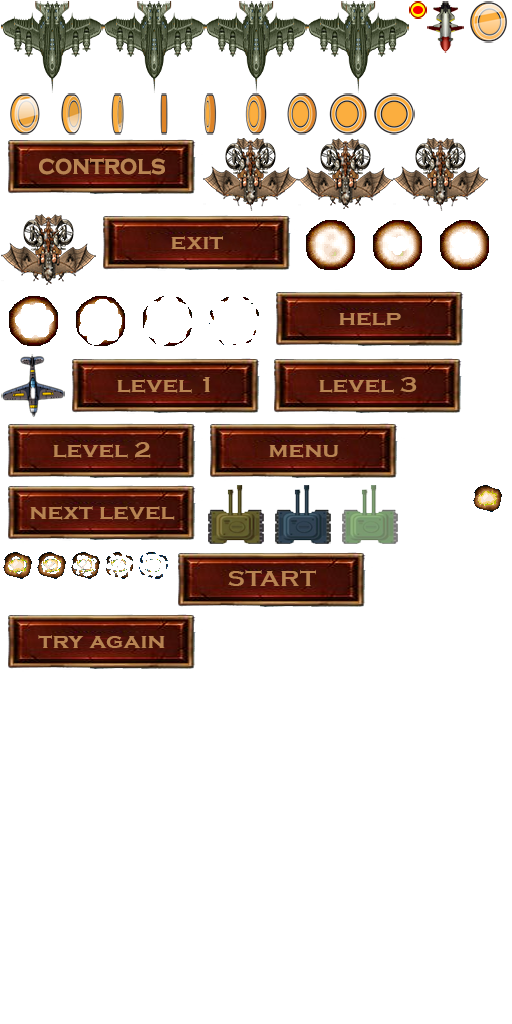 CONTROLS
EXIT
HELP
LEVEL 1
LEVEL 3
LEVEL 2
MENU
NEXT LEVEL
START
TRY AGAIN